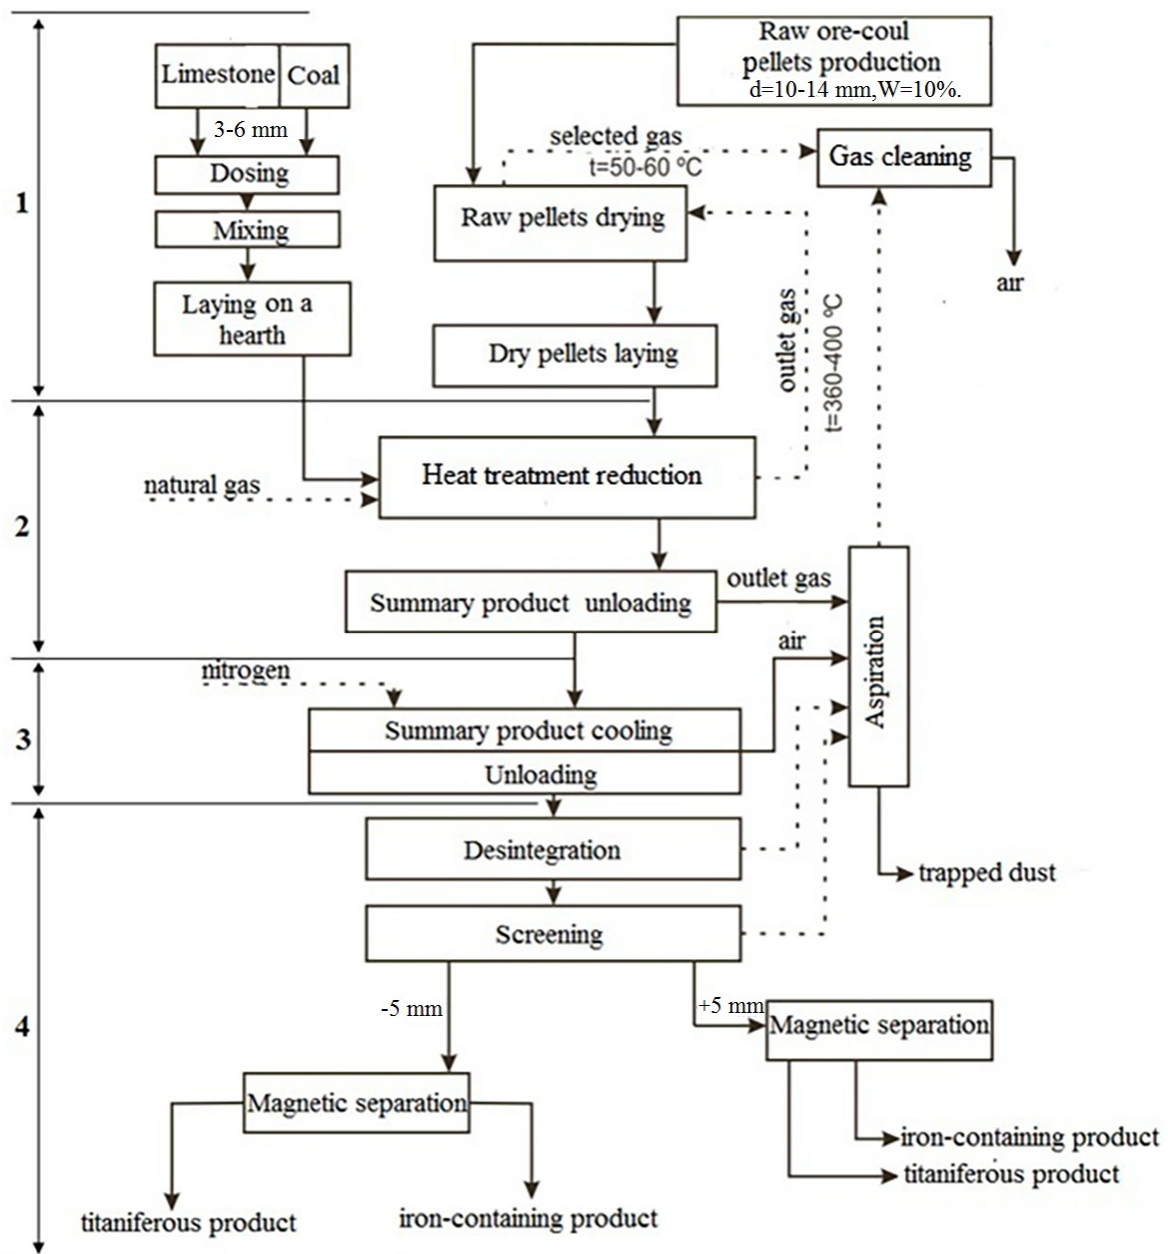 Raw ore-coul
pellets production
d=10-14 mm,W=10%.
Limestone Coal
3-6 mm
selected gas
t=50-60 ºC
Gas cleaning
Dosing
1
Raw pellets drying
Mixing
air
Laying on a
hearth
outlet gas
t=360-400 ºC
Dry pellets laying
Heat treatment reduction
natural gas
2
outlet gas
Summary product unloading
air
Aspiration
nitrogen
3
Summary product cooling
Unloading
Desintegration
trapped dust
Screening
4
-5 mm
+5 mm
Magnetic separation
Magnetic separation
iron-containing product
titaniferous product
titaniferous product
iron-containing product